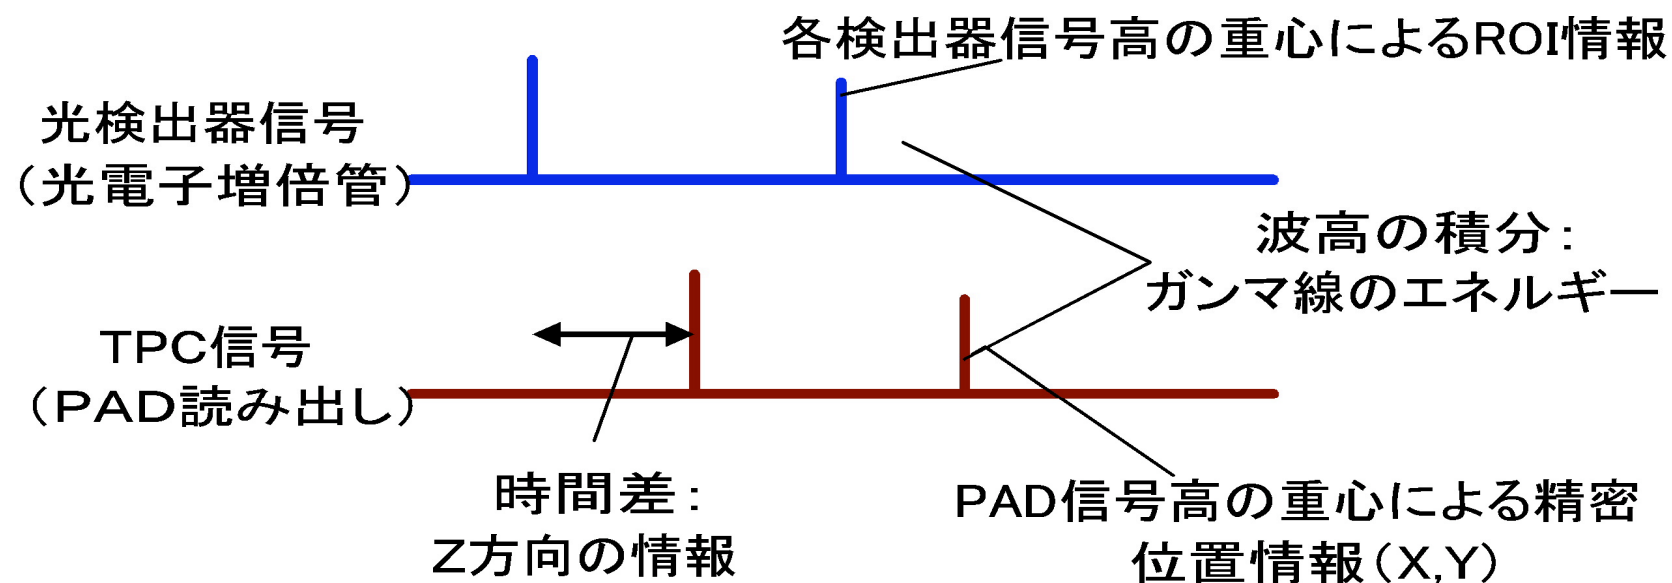 各検出器信号高の重心によるROI情報
光検出器信号
（光電子増倍管）
波高の積分：
ガンマ線のエネルギー
TPC信号
（PAD読み出し）
時間差：
Z方向の情報
PAD信号高の重心による精密
位置情報（X,Y）